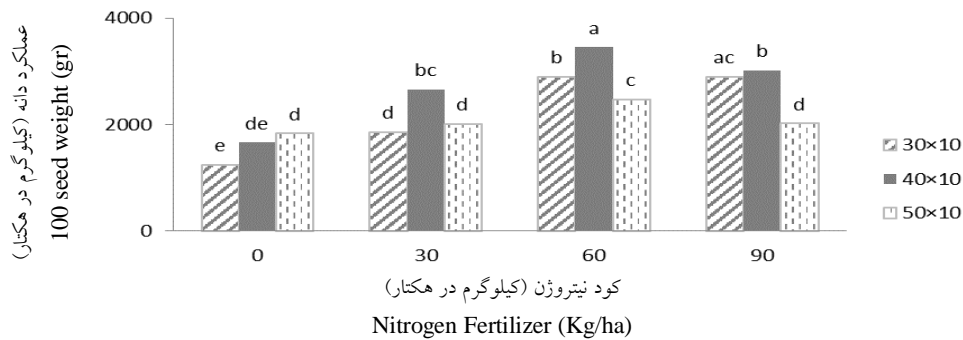 عملکرد دانه (کیلوگرم در هکتار)
100 seed weight (gr)
4000
2000
0
e de d
d bc d
b a c
ac b d
0 30 60 90
30×10
40×10
50×10
کود نیتروژن (کیلوگرم در هکتار)
Nitrogen Fertilizer (Kg/ha)